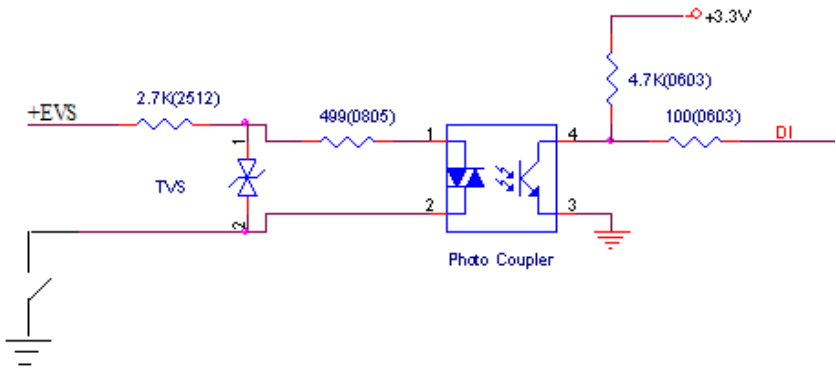 +3.3V
4.7K(0603)
2.7K(2512)
+EVS
499(0805)
100(0603)
DI
1
1
4
TVS
2
2
3
Photo Coupler